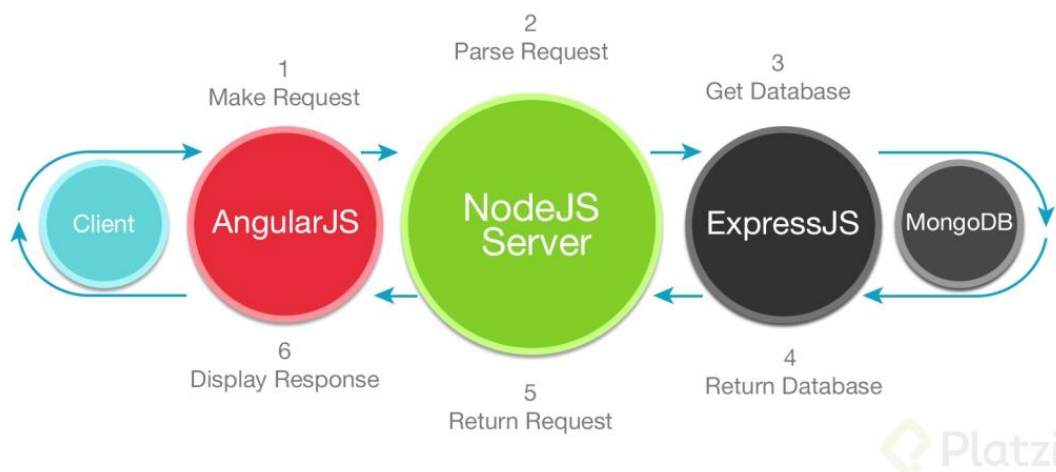 2
Parse Request
1
Make Request
3
Get Database
Client
AngularJS
NodeJS
Server
ExpressJS
MongoDB
6
Display Response
5
Return Request
4
Return Database
Platzi